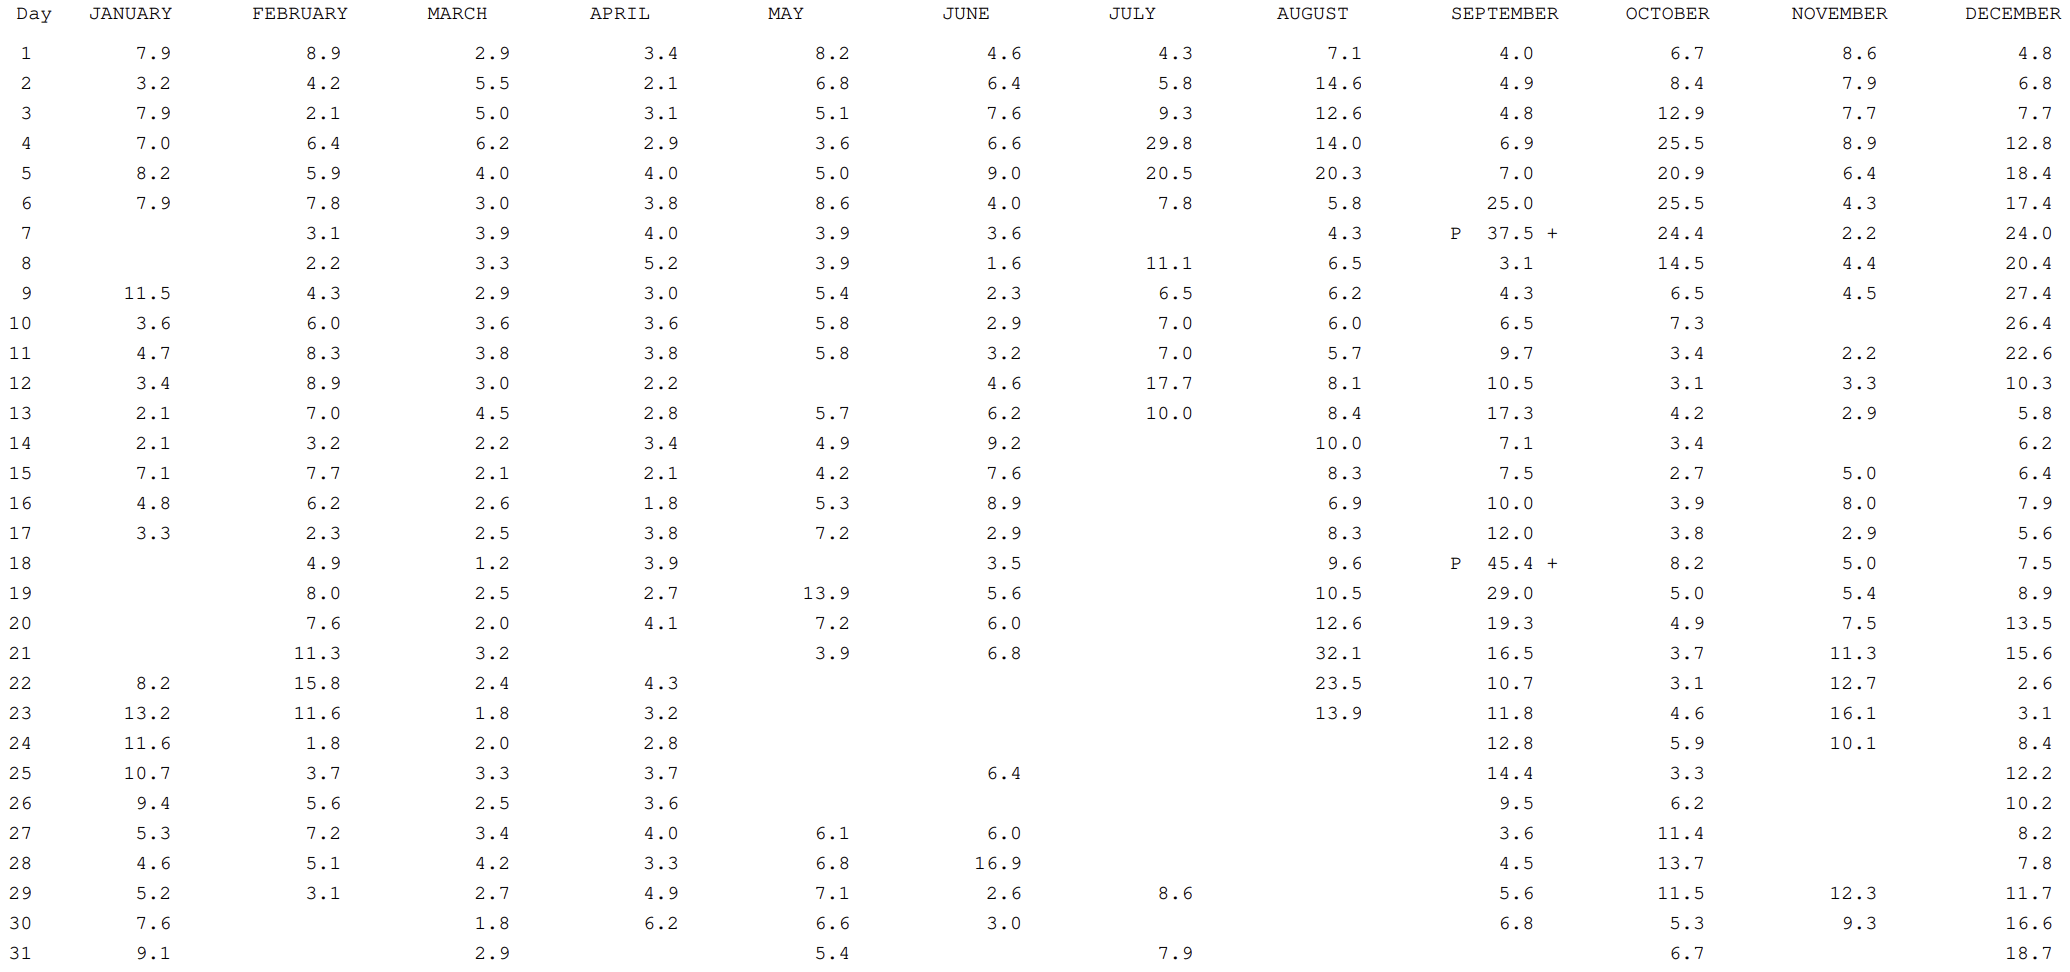 Day JANUARY FEBRUARY MARCH APRIL MAY JUNE JULY AUGUST SEPTEMBER OCTOBER NOVEMBER DECEMBER
1 7.9 8.9 2.9 3.4 8.2 4.6 4.3 7.1 4.0 6.7 8.6 4.8
2 3.2 4.2 5.5 2.1 6.8 6.4 5.8 14.6 4.9 8.4 7.9 6.8
3 7.9 2.1 5.0 3.1 5.1 7.6 9.3 12.6 4.8 12.9 7.7 7.7
4 7.0 6.4 6.2 2.9 3.6 6.6 29.8 14.0 6.9 25.5 8.9 12.8
5 8.2 5.9 4.0 4.0 5.0 9.0 20.5 20.3 7.0 20.9 6.4 18.4
6 7.9 7.8 3.0 3.8 8.6 4.0 7.8 5.8 25.0 25.5 4.3 17.4
7 3.1 3.9 4.0 3.9 3.6 4.3 P 37.5 + 24.4 2.2 24.0
8 2.2 3.3 5.2 3.9 1.6 11.1 6.5 3.1 14.5 4.4 20.4
9 11.5 4.3 2.9 3.0 5.4 2.3 6.5 6.2 4.3 6.5 4.5 27.4
10 3.6 6.0 3.6 3.6 5.8 2.9 7.0 6.0 6.5 7.3 26.4
11 4.7 8.3 3.8 3.8 5.8 3.2 7.0 5.7 9.7 3.4 2.2 22.6
12 3.4 8.9 3.0 2.2 4.6 17.7 8.1 10.5 3.1 3.3 10.3
13 2.1 7.0 4.5 2.8 5.7 6.2 10.0 8.4 17.3 4.2 2.9 5.8
14 2.1 3.2 2.2 3.4 4.9 9.2 10.0 7.1 3.4 6.2
15 7.1 7.7 2.1 2.1 4.2 7.6 8.3 7.5 2.7 5.0 6.4
16 4.8 6.2 2.6 1.8 5.3 8.9 6.9 10.0 3.9 8.0 7.9
17 3.3 2.3 2.5 3.8 7.2 2.9 8.3 12.0 3.8 2.9 5.6
18 4.9 1.2 3.9 3.5 9.6 P 45.4 + 8.2 5.0 7.5
19 8.0 2.5 2.7 13.9 5.6 10.5 29.0 5.0 5.4 8.9
20 7.6 2.0 4.1 7.2 6.0 12.6 19.3 4.9 7.5 13.5
21 11.3 3.2 3.9 6.8 32.1 16.5 3.7 11.3 15.6
22 8.2 15.8 2.4 4.3 23.5 10.7 3.1 12.7 2.6
23 13.2 11.6 1.8 3.2 13.9 11.8 4.6 16.1 3.1
24 11.6 1.8 2.0 2.8 12.8 5.9 10.1 8.4
25 10.7 3.7 3.3 3.7 6.4 14.4 3.3 12.2
26 9.4 5.6 2.5 3.6 9.5 6.2 10.2
27 5.3 7.2 3.4 4.0 6.1 6.0 3.6 11.4 8.2
28 4.6 5.1 4.2 3.3 6.8 16.9 4.5 13.7 7.8
29 5.2 3.1 2.7 4.9 7.1 2.6 8.6 5.6 11.5 12.3 11.7
30 7.6 1.8 6.2 6.6 3.0 6.8 5.3 9.3 16.6
31 9.1 2.9 5.4 7.9 6.7 18.7